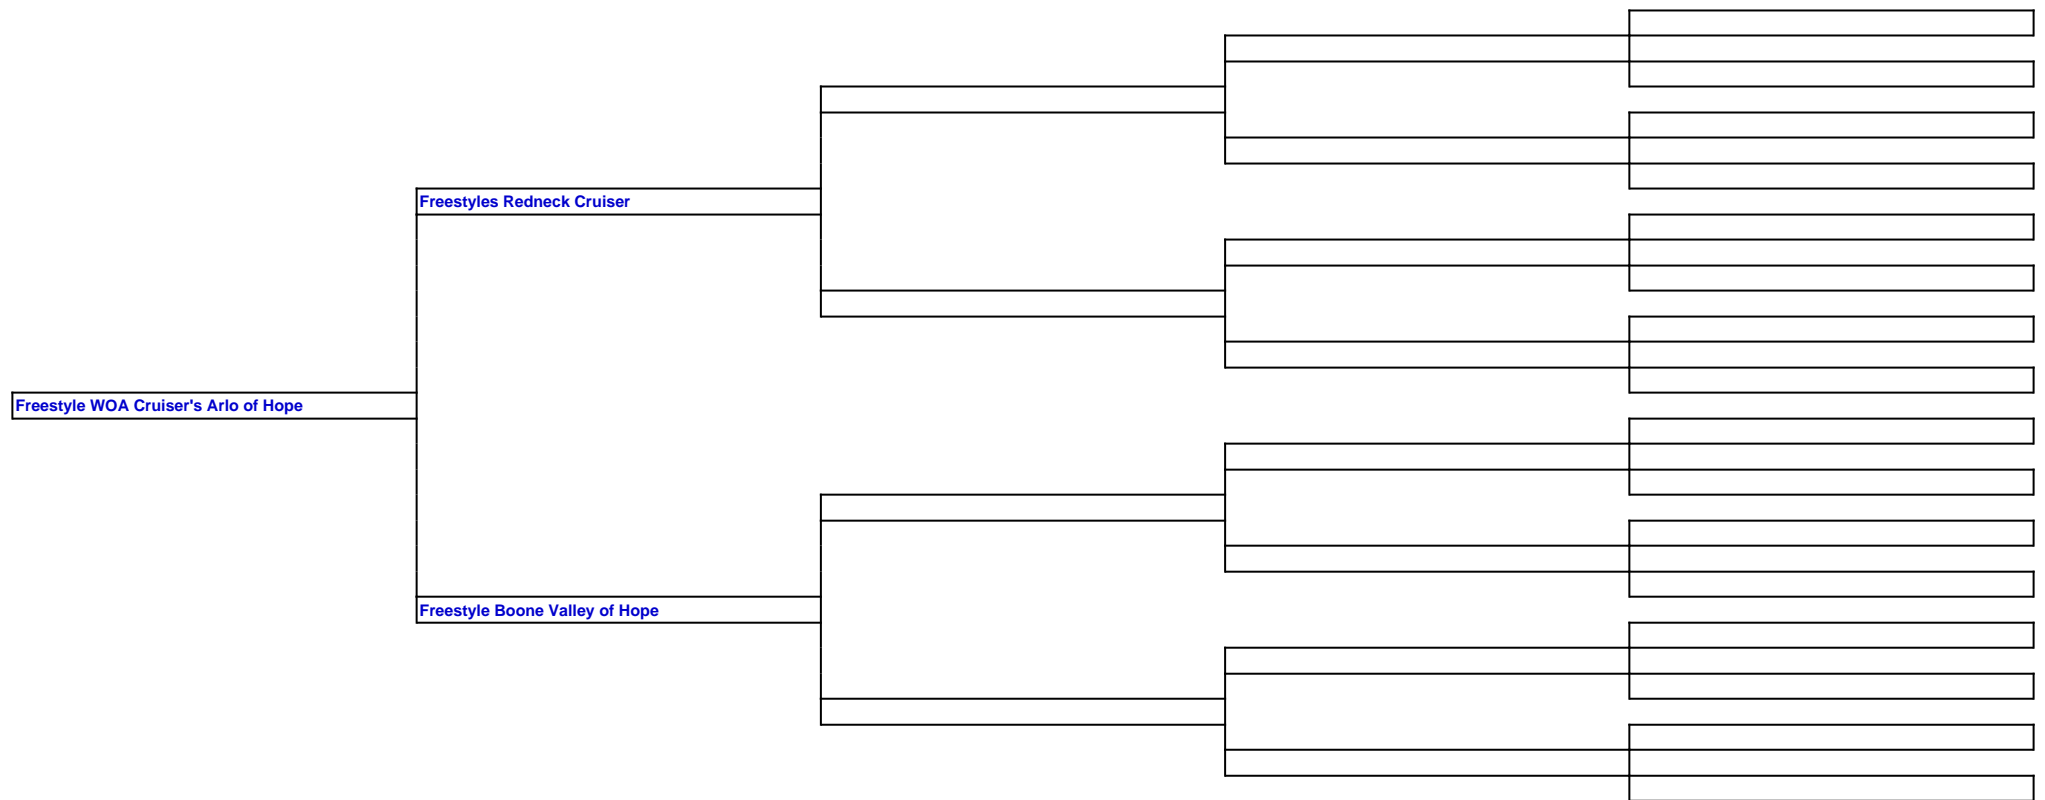 Freestyles Redneck Cruiser
Freestyle WOA Cruiser's Arlo of Hope
Freestyle Boone Valley of Hope